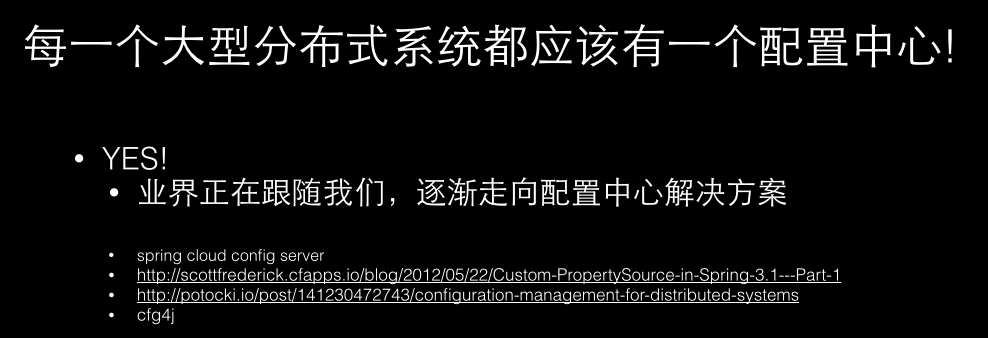 每一个大型分布式系统都应该有一个配置中心!
• YES!
• 业界正在跟随我们，逐渐走向配置中心解决方案
• spring cloud config server
• http://scottfrederick.cfapps.io/blog/2012/05/22/Custom-PropertySource-in-Spring-3.1---Part-1
• http://potocki.io/post/141230472743/configuration-management-for-distributed-systems
• cfg4j